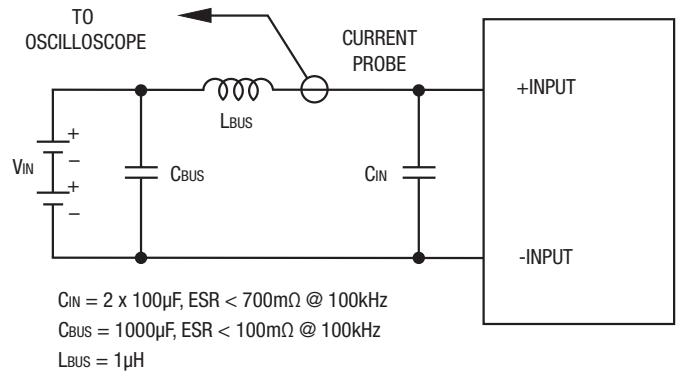 TO
OSCILLOSCOPE
CURRENT
PROBE
+INPUT
LBUS
VIN
+
−
+
−
CBUS
CIN
-INPUT
CIN = 2 x 100µF, ESR < 700mΩ @ 100kHz
CBUS = 1000µF, ESR < 100mΩ @ 100kHz
LBUS = 1µH